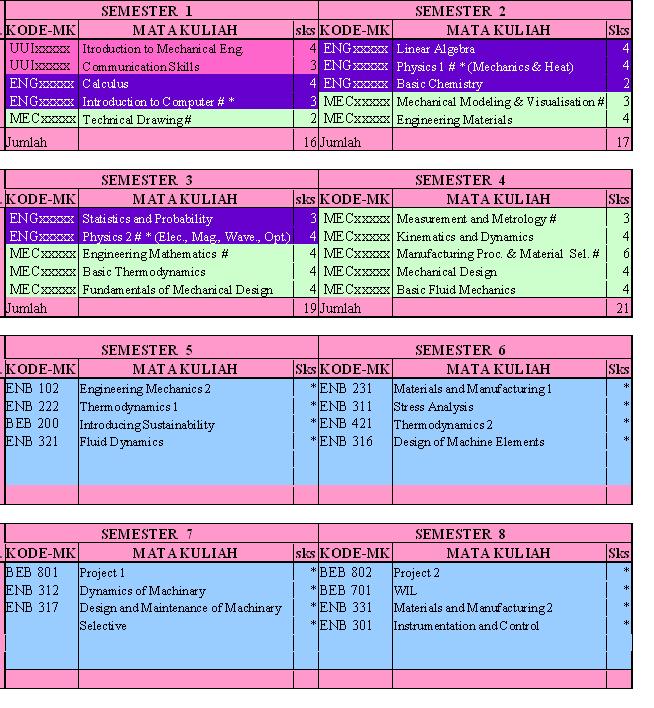 SEMESTER 1 SEMESTER 2
KODE-MK MATA KULIAH sks KODE-MK MATA KULIAH sks
UUIxxxxx Itroduction to Mechanical Eng. 4 ENGxxxxx Linear Algebra 4
UUIxxxxx Communication Skills 3 ENGxxxxx Physics 1 # * (Mechanics & Heat) 4
ENGxxxxx Calculus 4 ENGxxxxx Basic Chemistry 2
ENGxxxxx Introduction to Computer # * 3 MECxxxxx Mechanical Modeling & Visualisation # 3
MECxxxxx Technical Drawing # 2 MECxxxxx Engineering Materials 4
Jumlah 16 Jumlah 17
SEMESTER 3 SEMESTER 4
KODE-MK MATA KULIAH sks KODE-MK MATA KULIAH sks
ENGxxxxx Statistics and Probability 3 MECxxxxx Measurement and Metrology # 3
ENGxxxxx Physics 2 # * (Elec., Mag, Wave., Opt.) 4 MECxxxxx Kinematics and Dynamics 4
MECxxxxx Engineering Mathematics # 4 MECxxxxx Manufacturing Proc. & Material Sel. # 6
MECxxxxx Basic Thermodynamics 4 MECxxxxx Mechanical Design 4
MECxxxxx Fundamentals of Mechanical Design 4 MECxxxxx Basic Fluid Mechanics 4
Jumlah 19 Jumlah 21
SEMESTER 5 SEMESTER 6
KODE-MK MATA KULIAH Sks KODE-MK MATA KULIAH Sks
ENB 102 Engineering Mechanics 2 * ENB 231 Materials and Manufacturing 1 *
ENB 222 Thermodynamics 1 * ENB 311 Stress Analysis *
BEB 200 Introducing Sustainability * ENB 421 Thermodynamics 2 *
ENB 321 Fluid Dynamics * ENB 316 Design of Machine Elements *
SEMESTER 7 SEMESTER 8
KODE-MK MATA KULIAH sks KODE-MK MATA KULIAH Sks
BEB 801 Project 1 * BEB 802 Project 2 *
ENB 312 Dynamics of Machinary * BEB 701 WIL *
ENB 317 Design and Maintenance of Machinary * ENB 331 Materials and Manufacturing 2 *
Selective * ENB 301 Instrumentation and Control *